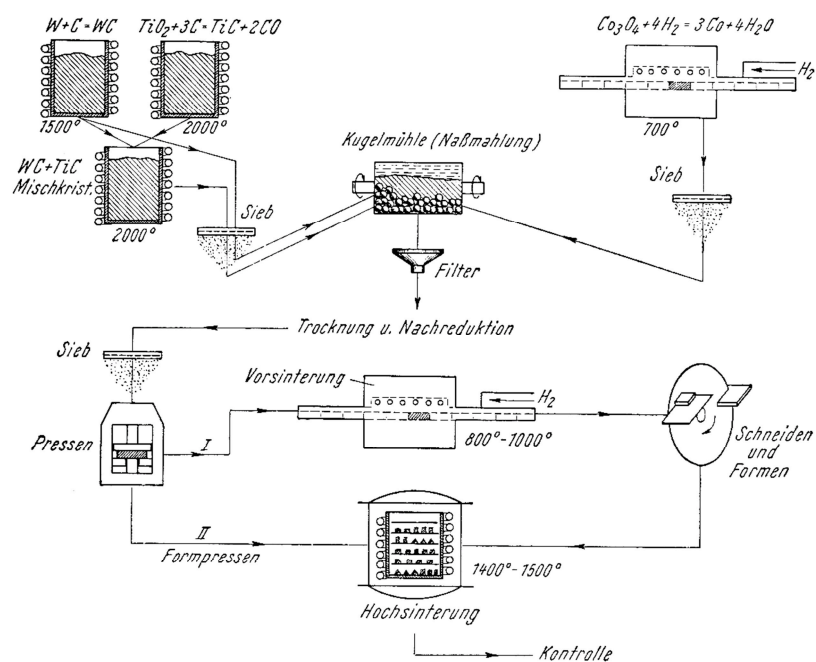 W+C=WC
TiO₂+3C=TiC+2CO
Co₃O₄+4H₂=3Co+4H₂O
H₂
1500°
2000°
700°
Kugelmühle (Naßmahlung)
WC+TiC
Mischkrist.
Sieb
Sieb
2000°
Filter
Trocknung u. Nachreduktion
Sieb
Vorsinterung
H₂
Pressen
I
800°-1000°
Schneiden
und
Formen
II
Formpressen
1400°-1500°
Hochsinterung
Kontrolle